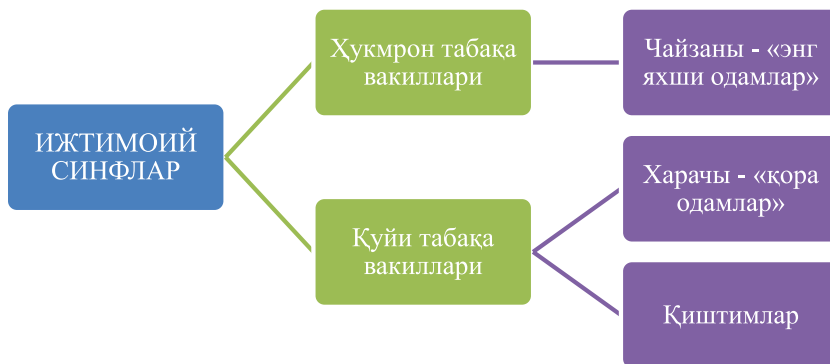 ИЖТИМОИЙ
СИНФЛАР
Ҳукмрон табақа
вакиллари
Чайзаны - «энг
яхши одамлар»
Қуйи табақа
вакиллари
Харачы - «қора
одамлар»
Қиштимлар